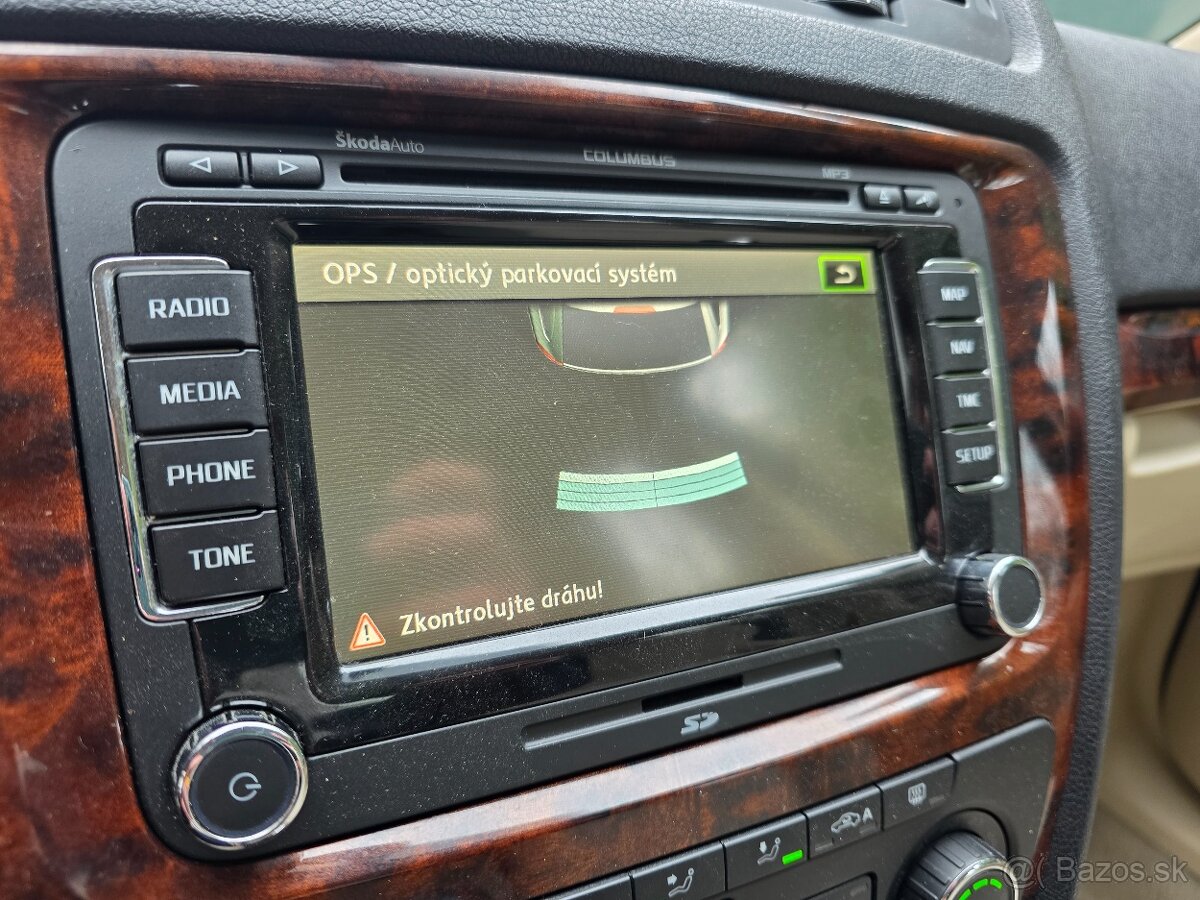 ŠkodaAuto
COLUMBUS
MP3
OPS / optický parkovací systém
RADIO
MEDIA
PHONE
TONE
MAP
NAV
TMC
SETUP
Zkontrolujte dráhu!
SD
A
@( Bazos.sk